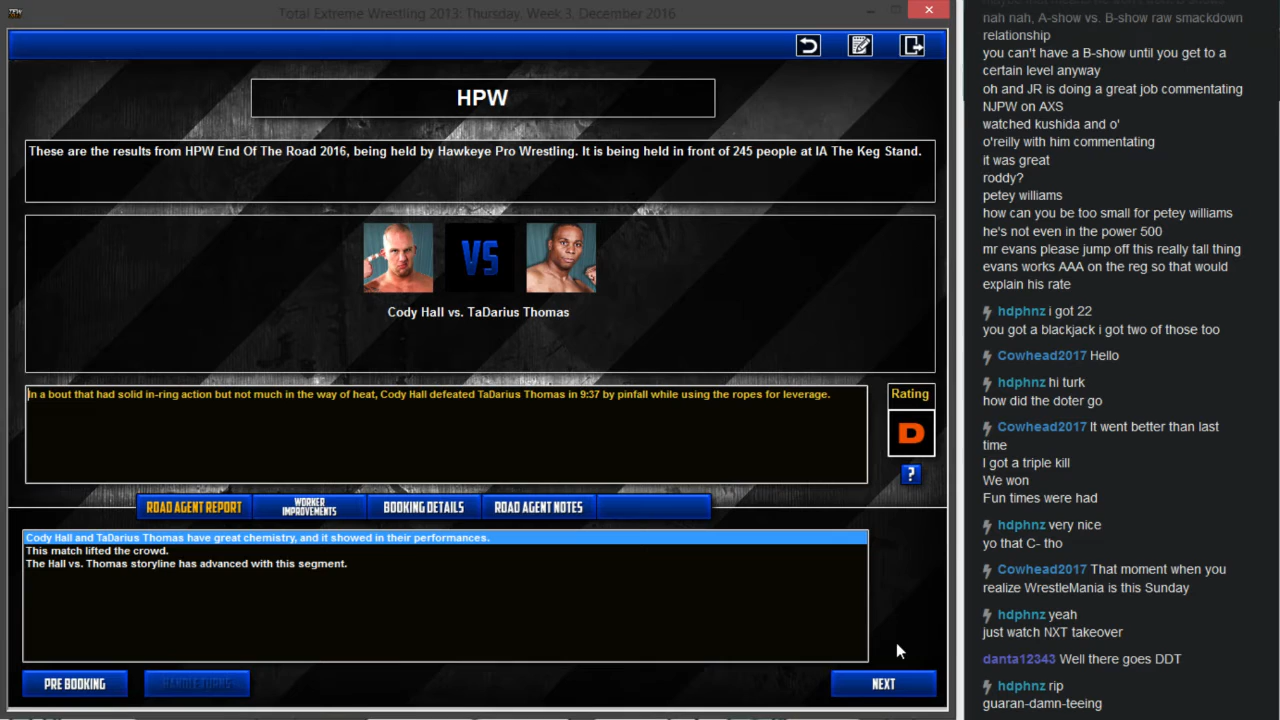 Total Extreme Wrestling 2013: Thursday, Week 3, December 2016
HPW
These are the results from HPW End Of The Road 2016, being held by Hawkeye Pro Wrestling. It is being held in front of 245 people at IA The Keg Stand.
VS
Cody Hall vs. TaDarius Thomas
In a bout that had solid in-ring action but not much in the way of heat, Cody Hall defeated TaDarius Thomas in 9:37 by pinfall while using the ropes for leverage.
Rating
D
?
ROAD AGENT REPORT
WORKER
IMPROVEMENTS
BOOKING DETAILS
ROAD AGENT NOTES
Cody Hall and TaDarius Thomas have great chemistry, and it showed in their performances.
This match lifted the crowd.
The Hall vs. Thomas storyline has advanced with this segment.
PRE BOOKING
HANDLE TURNS
NEXT
nah nah, A-show vs. B-show raw smackdown
relationship
you can't have a B-show until you get to a
certain level anyway
oh and JR is doing a great job commentating
NJPW on AXS
watched kushida and o'
o'reilly with him commentating
it was great
roddy?
petey williams
how can you be too small for petey williams
he's not even in the power 500
mr evans please jump off this really tall thing
evans works AAA on the reg so that would
explain his rate
hdphnz i got 22
you got a blackjack i got two of those too
Cowhead2017 Hello
hdphnz hi turk
how did the doter go
Cowhead2017 It went better than last
time
I got a triple kill
We won
Fun times were had
hdphnz very nice
yo that C- tho
Cowhead2017 That moment when you
realize WrestleMania is this Sunday
hdphnz yeah
just watch NXT takeover
danta12343 Well there goes DDT
hdphnz rip
guaran-damn-teeing